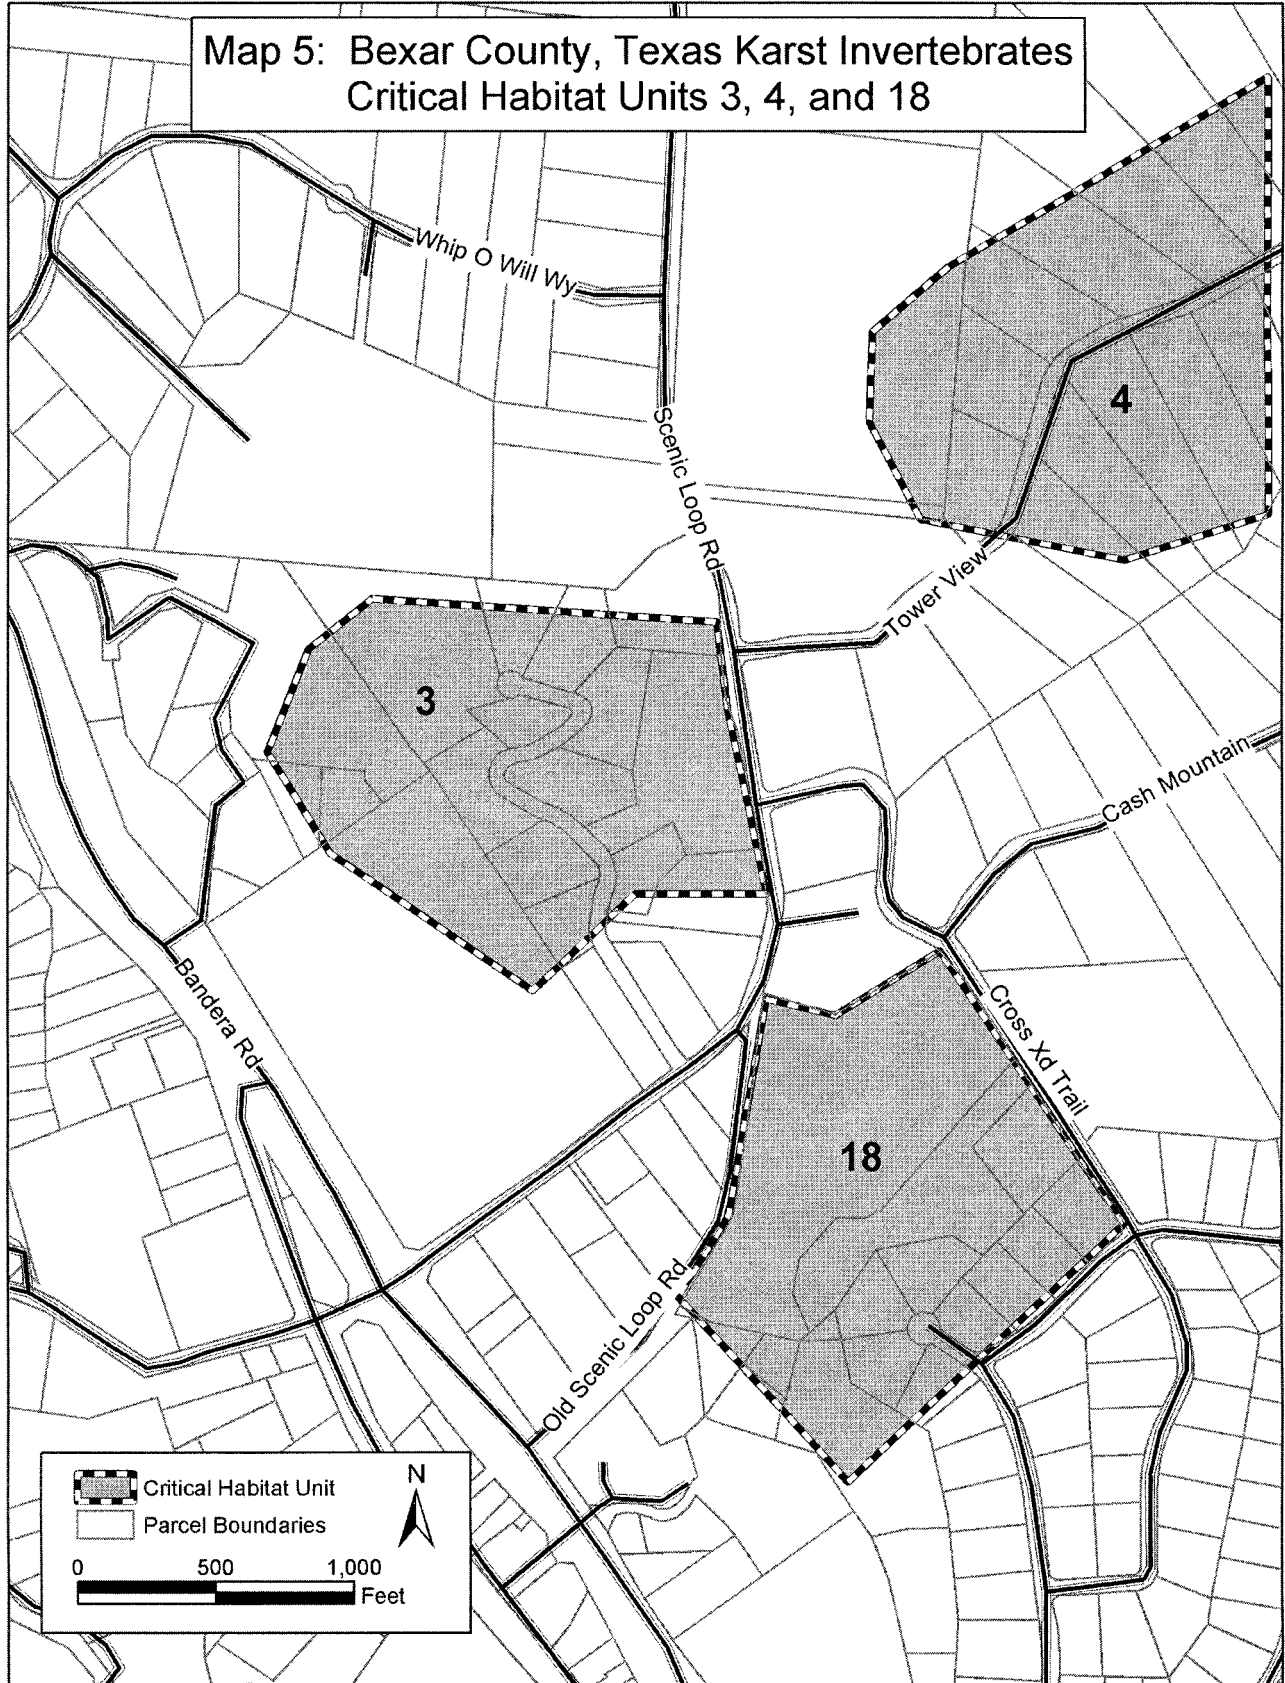 Map 5: Bexar County, Texas Karst Invertebrates
Critical Habitat Units 3, 4, and 18
Whip O Will Wy
Scenic Loop Rd
4
Tower View
3
Cash Mountain
Bandera Rd
Cross Xd Trail
18
Old Scenic Loop Rd
Critical Habitat Unit
N
Parcel Boundaries
0 500 1,000
Feet